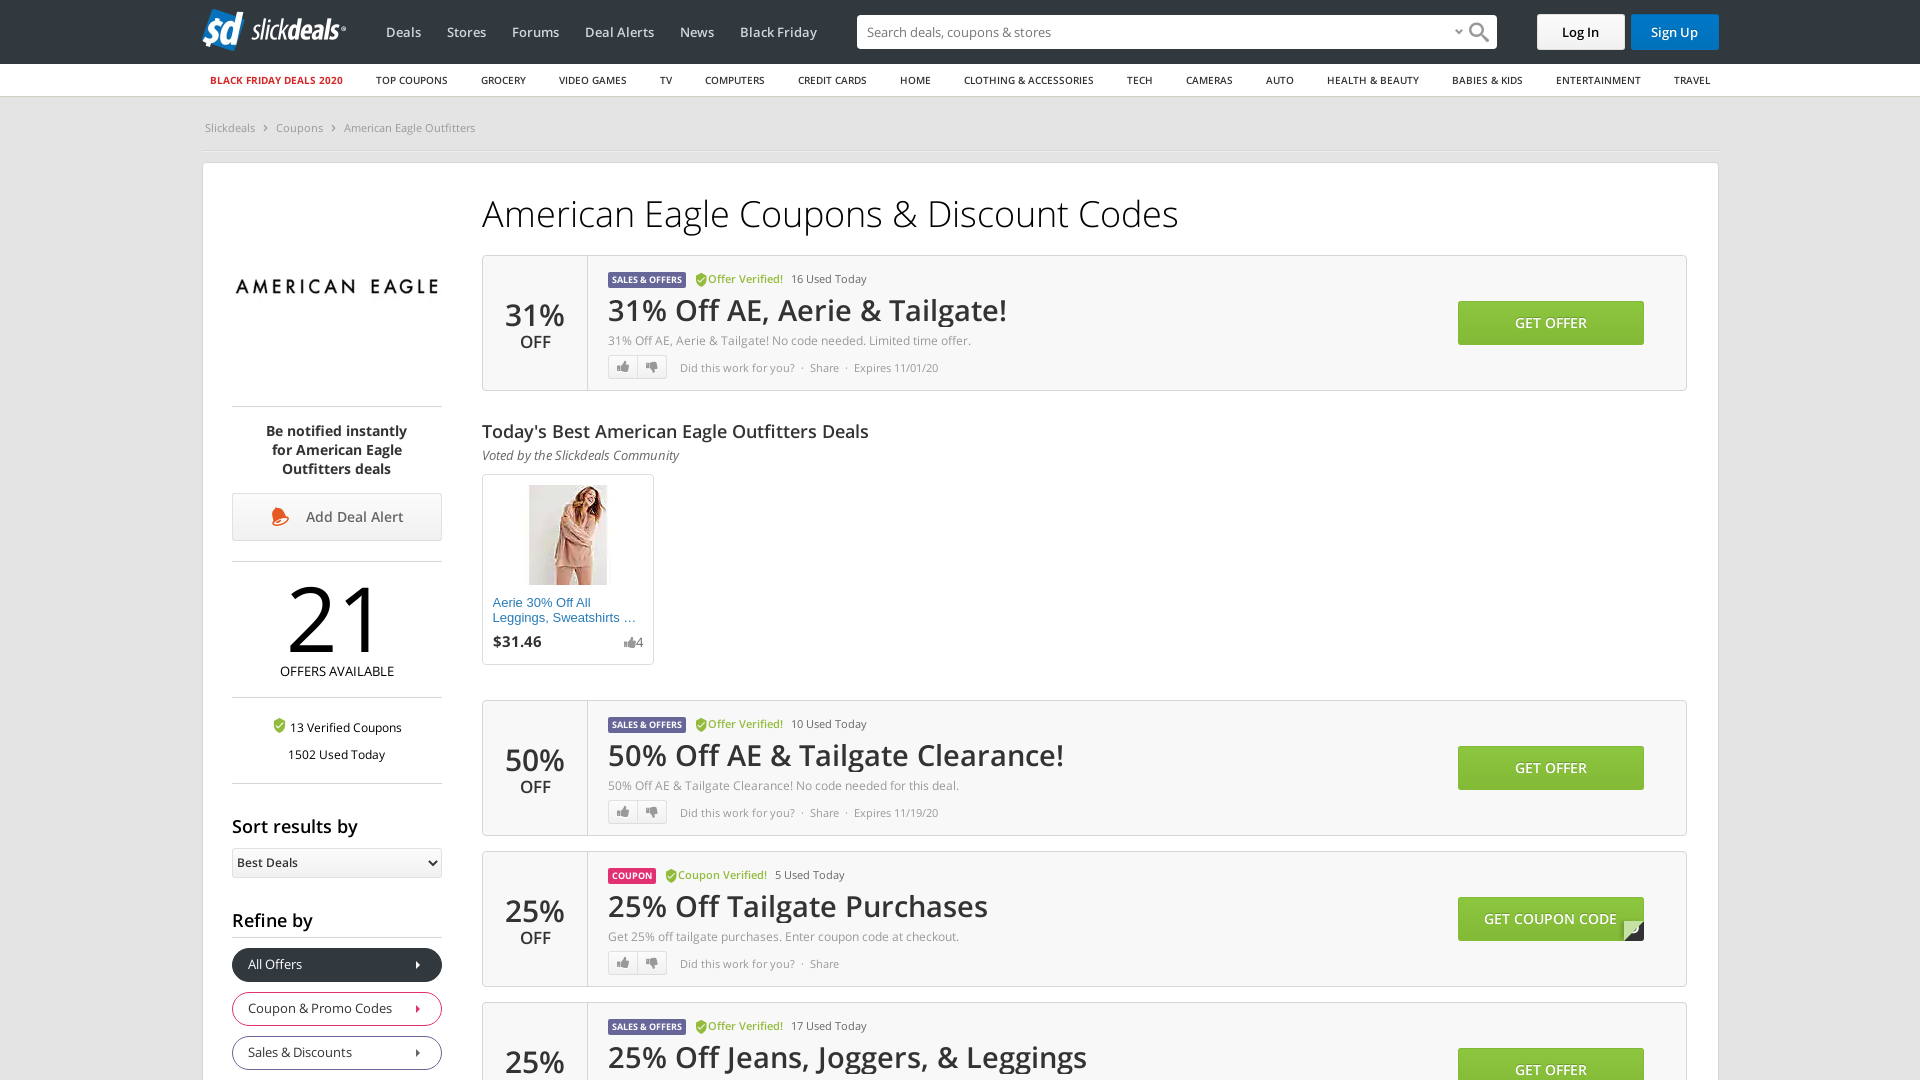 slickdeals
Deals
Stores
Forums
Deal Alerts
News
Black Friday
Search deals, coupons & stores
Log In
Sign Up
BLACK FRIDAY DEALS 2020
TOP COUPONS
GROCERY
VIDEO GAMES
TV
COMPUTERS
CREDIT CARDS
HOME
CLOTHING & ACCESSORIES
TECH
CAMERAS
AUTO
HEALTH & BEAUTY
BABIES & KIDS
ENTERTAINMENT
TRAVEL
Slickdeals > Coupons > American Eagle Outfitters
AMERICAN EAGLE
Be notified instantly
for American Eagle
Outfitters deals
Add Deal Alert
21
OFFERS AVAILABLE
13 Verified Coupons
1502 Used Today
Sort results by
Best Deals
Refine by
All Offers
Coupon & Promo Codes
Sales & Discounts
American Eagle Coupons & Discount Codes
31%
OFF
SALES & OFFERS Offer Verified! 16 Used Today
31% Off AE, Aerie & Tailgate!
31% Off AE, Aerie & Tailgate! No code needed. Limited time offer.
Did this work for you? · Share · Expires 11/01/20
GET OFFER
Today's Best American Eagle Outfitters Deals
Voted by the Slickdeals Community
Aerie 30% Off All
Leggings, Sweatshirts …
$31.46
4
50%
OFF
SALES & OFFERS Offer Verified! 10 Used Today
50% Off AE & Tailgate Clearance!
50% Off AE & Tailgate Clearance! No code needed for this deal.
Did this work for you? · Share · Expires 11/19/20
GET OFFER
25%
OFF
COUPON Coupon Verified! 5 Used Today
25% Off Tailgate Purchases
Get 25% off tailgate purchases. Enter coupon code at checkout.
Did this work for you? · Share
GET COUPON CODE
25%
SALES & OFFERS Offer Verified! 17 Used Today
25% Off Jeans, Joggers, & Leggings
GET OFFER